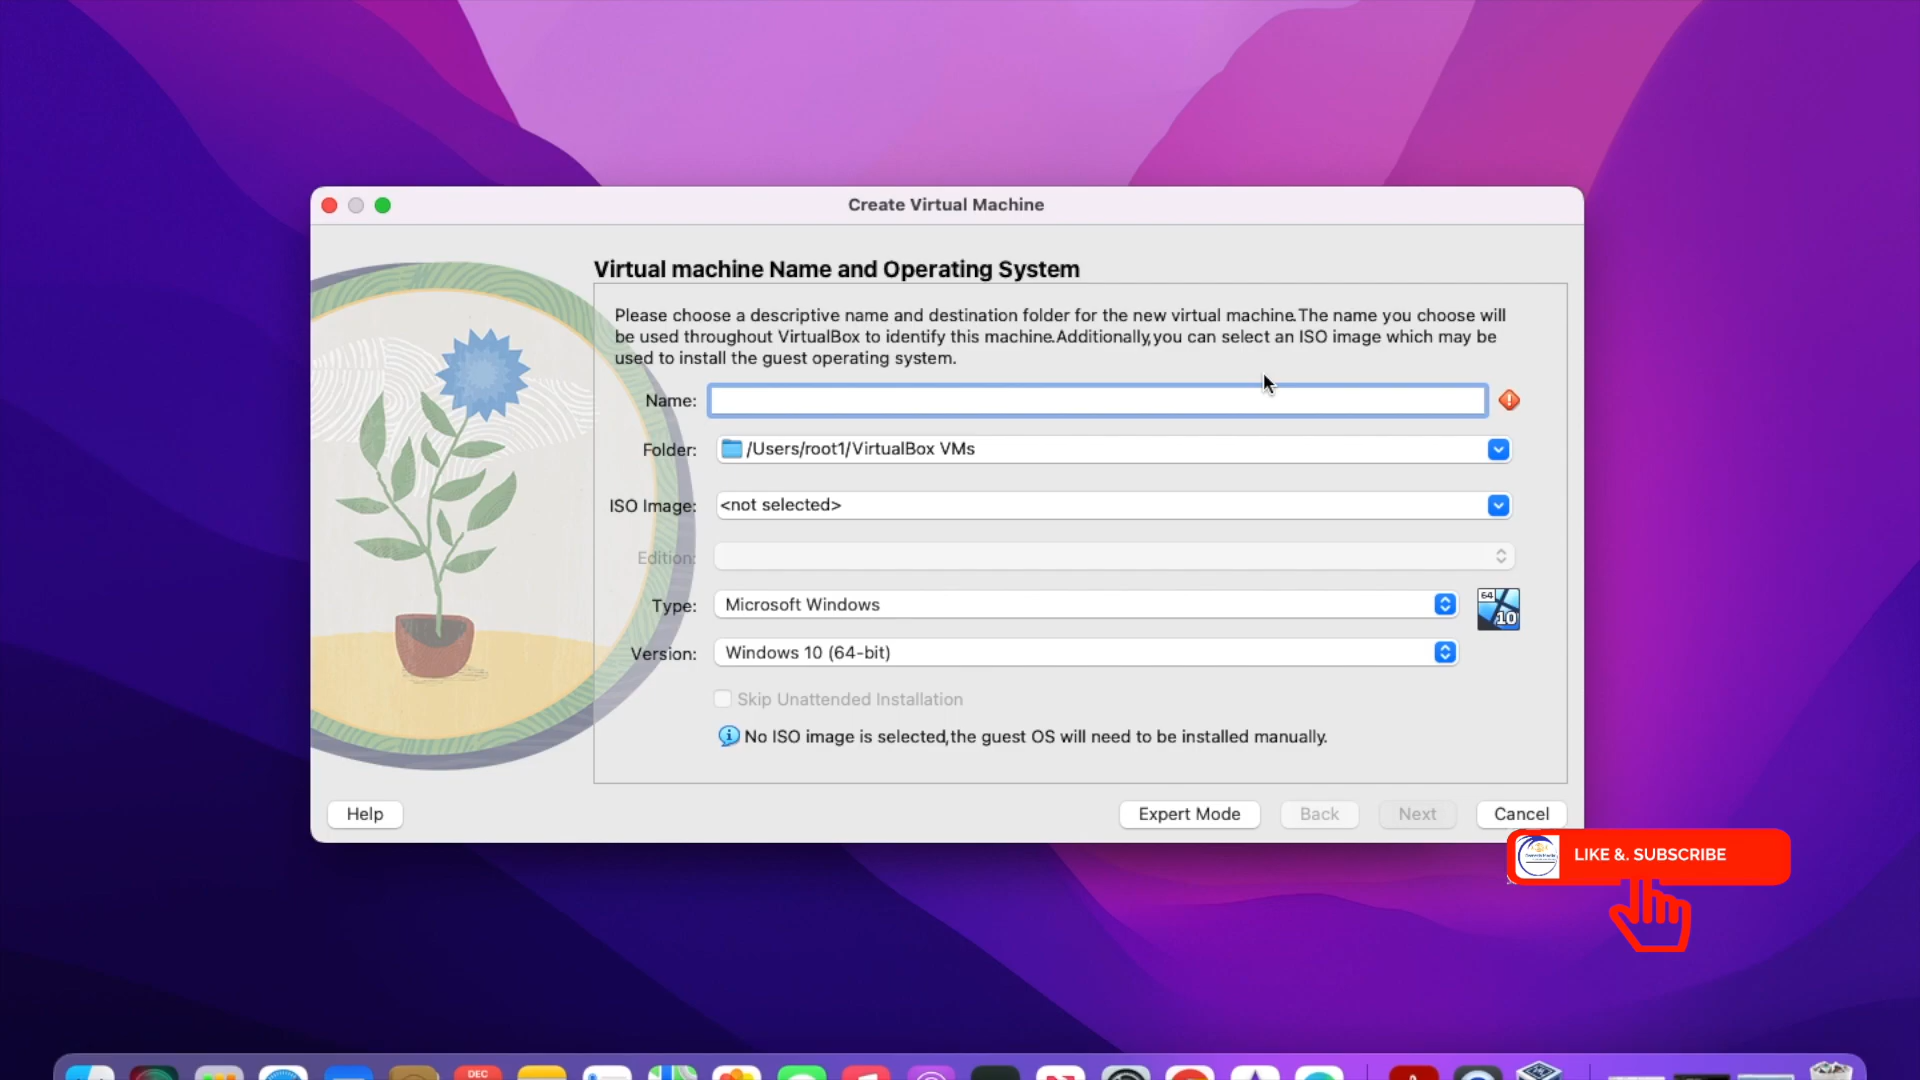 Create Virtual Machine
Virtual machine Name and Operating System
Please choose a descriptive name and destination folder for the new virtual machine.The name you choose will
be used throughout VirtualBox to identify this machine.Additionally,you can select an ISO image which may be
used to install the guest operating system.
Name:
Folder: /Users/root1/VirtualBox VMs
ISO Image: <not selected>
Edition:
Type: Microsoft Windows
64
10
Version: Windows 10 (64-bit)
Skip Unattended Installation
No ISO image is selected,the guest OS will need to be installed manually.
Help Expert Mode Back Next Cancel
LIKE &. SUBSCRIBE
DEC